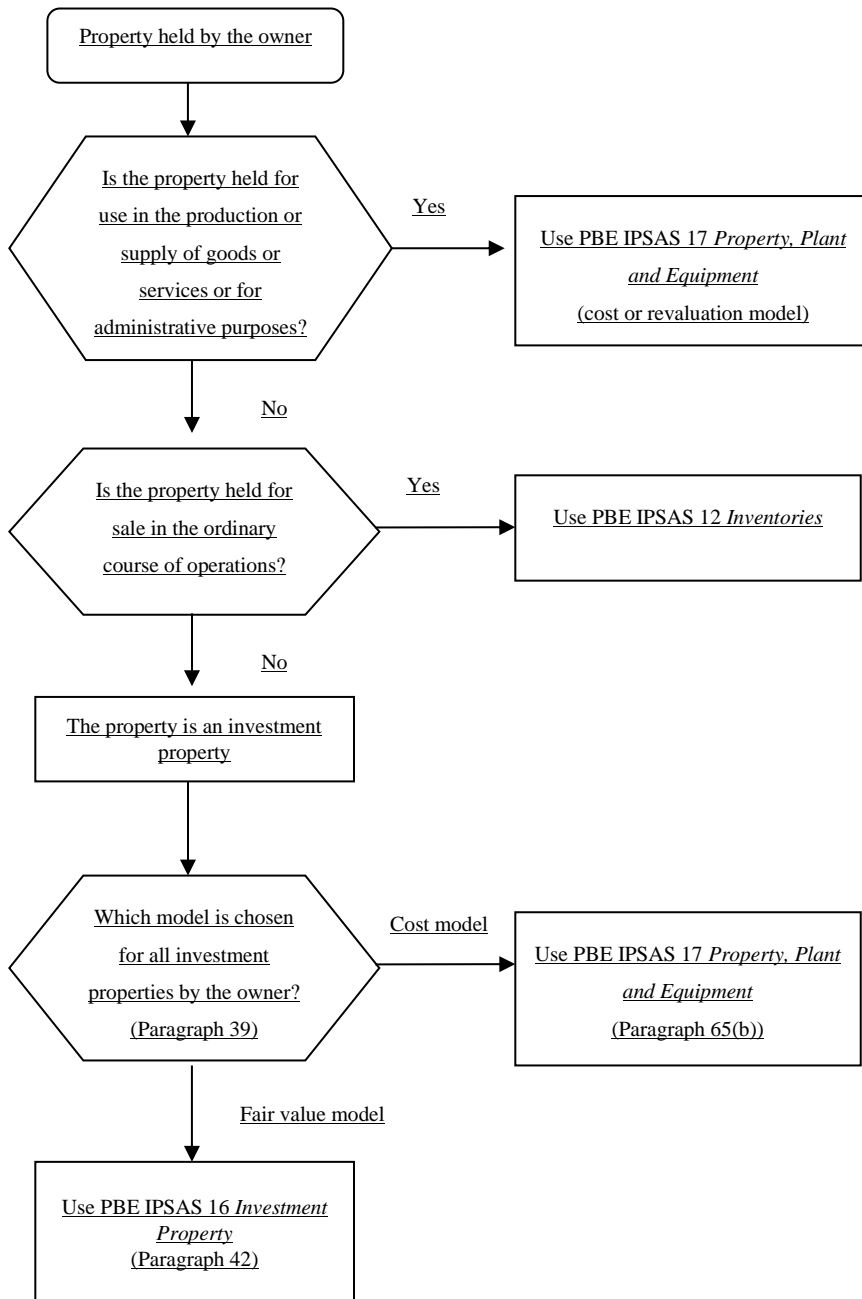 Property held by the owner
Is the property held for
use in the production or
supply of goods or
services or for
administrative purposes?
Yes
Use PBE IPSAS 17 Property, Plant
and Equipment
(cost or revaluation model)
No
Is the property held for
sale in the ordinary
course of operations?
Yes
Use PBE IPSAS 12 Inventories
No
The property is an investment
property
Which model is chosen
for all investment
properties by the owner?
(Paragraph 39)
Cost model
Use PBE IPSAS 17 Property, Plant
and Equipment
(Paragraph 65(b))
Fair value model
Use PBE IPSAS 16 Investment
Property
(Paragraph 42)